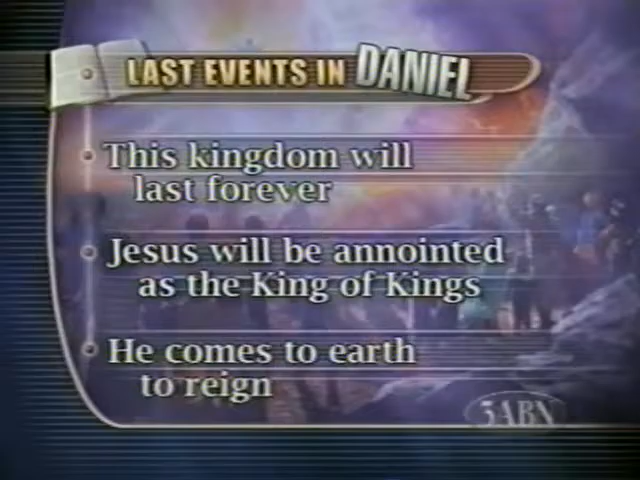 LAST EVENTS IN DANIEL
This kingdom will
last forever
Jesus will be annointed
as the King of Kings
He comes to earth
to reign
3ABN